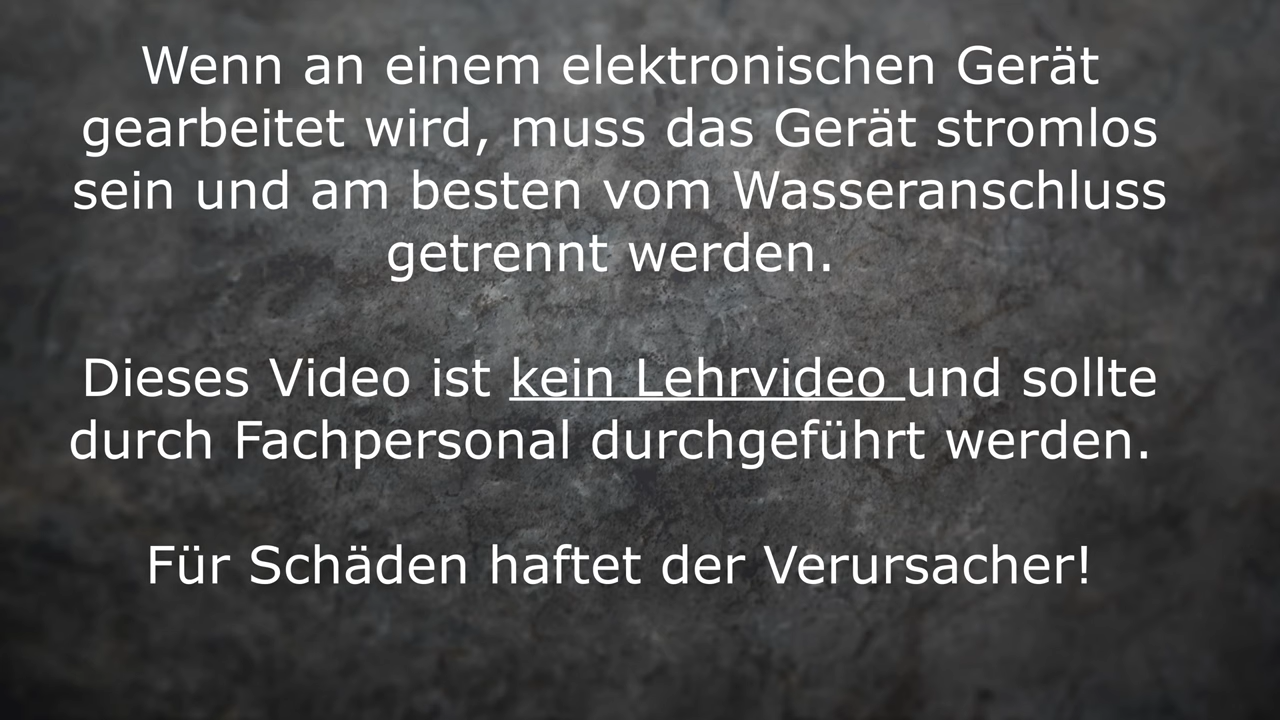 Wenn an einem elektronischen Gerät
gearbeitet wird, muss das Gerät stromlos
sein und am besten vom Wasseranschluss
getrennt werden.
Dieses Video ist kein Lehrvideo und sollte
durch Fachpersonal durchgeführt werden.
Für Schäden haftet der Verursacher!